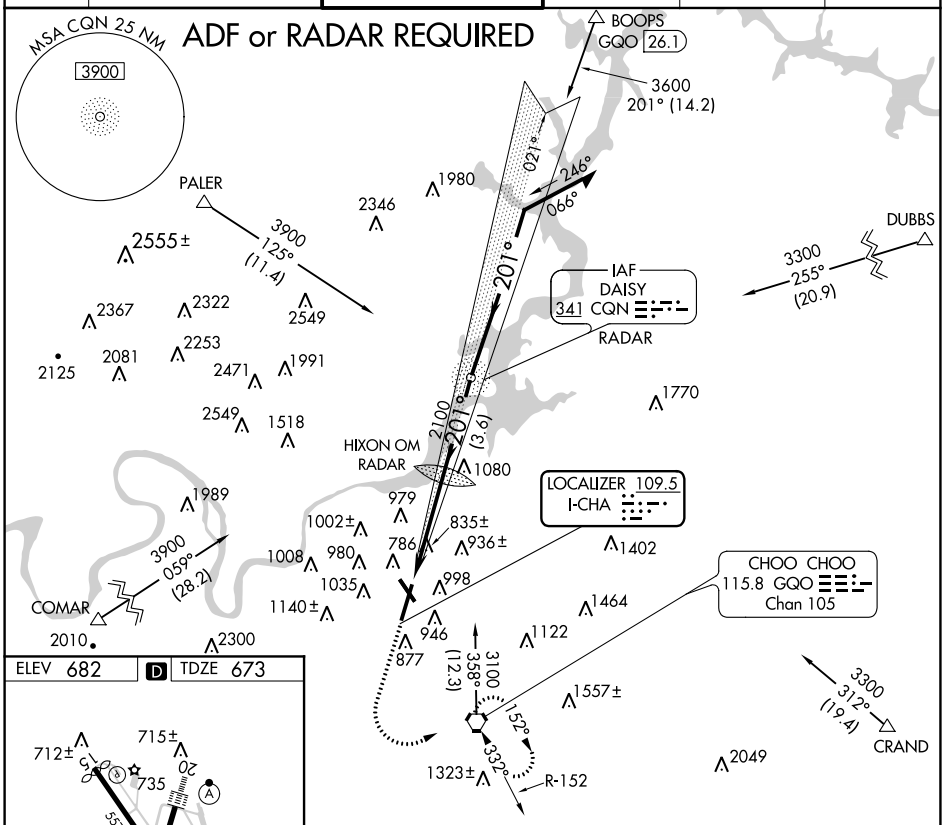 MSA CQN 25 NM
3900
ADF or RADAR REQUIRED
BOOPS
GQO 26.1
3600
201° (14.2)
021°
246°
066°
1980
2346
PALER
3900
125°
(11.4)
2555±
DUBBS
3300
255°
(20.9)
201°
IAF
DAISY
341 CQN
RADAR
2367
2322
2549
2125
2081
2253
2471
1991
1770
2549
1518
2100
201°
(3.6)
HIXON OM
RADAR
1080
LOCALIZER 109.5
I-CHA
1989
979
1002±
835±
3900
059°
(28.2)
1008
980
786
936±
1402
CHOO CHOO
115.8 GQO
Chan 105
1035
998
COMAR
1140±
1464
2010
2300
946
877
1122
3100
358°
(12.3)
ELEV 682
D
TDZE 673
1557±
3300
312°
(19.4)
CRAND
152°
332°
R-152
1323±
2049
712±
715±
15
P
735
20
A